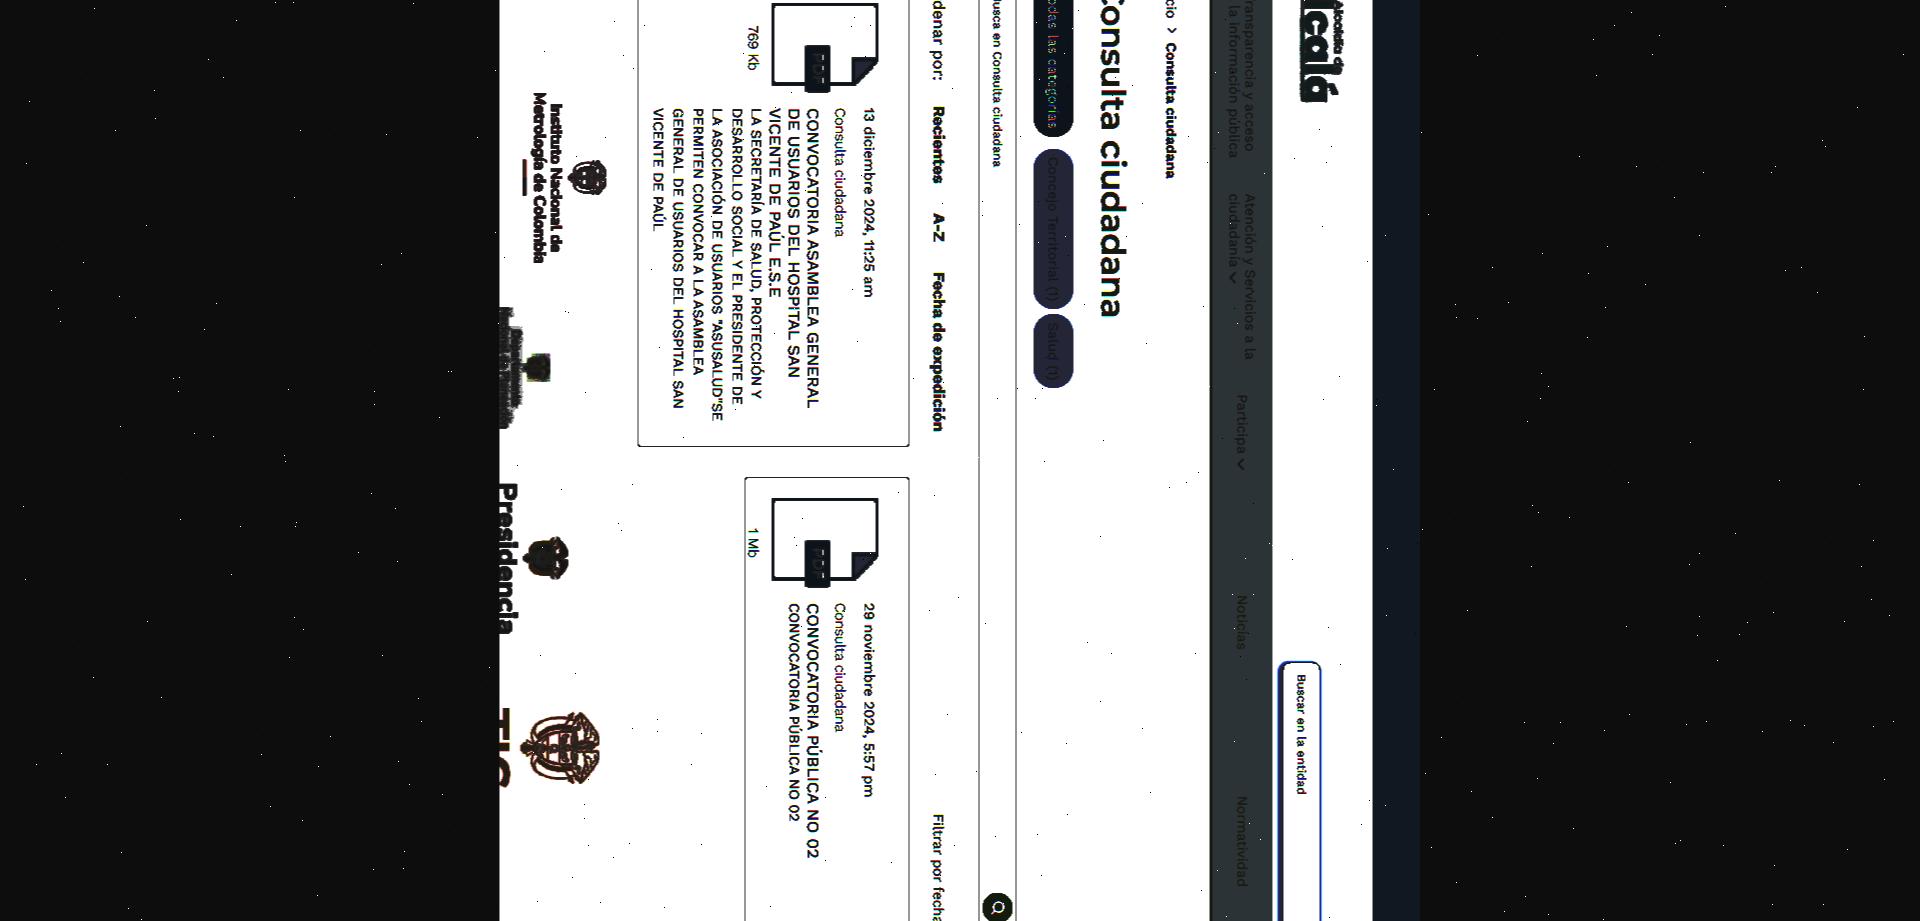 Alcaldía de
Transparencia y acceso
la información pública
Atención y Servicios a la
ciudadanía
Participa
Noticias
Normatividad
Buscar en la entidad
Consulta ciudadana
Consulta ciudadana
Todas las categorías
Concejo Territorial (1)
Salud (1)
Busca en Consulta ciudadana
por:
Recientes
A-Z
Fecha de expedición
Filtrar por fecha
PDF
769 Kb
13 diciembre 2024, 11:25 am
Consulta ciudadana
CONVOCATORIA ASAMBLEA GENERAL
DE USUARIOS DEL HOSPITAL SAN
VICENTE DE PAÚL E.S.E
LA SECRETARÍA DE SALUD, PROTECCIÓN Y
DESARROLLO SOCIAL Y EL PRESIDENTE DE
LA ASOCIACIÓN DE USUARIOS "ASUSALUD"SE
PERMITEN CONVOCAR A LA ASAMBLEA
GENERAL DE USUARIOS DEL HOSPITAL SAN
VICENTE DE PAÚL
PDF
1 Mb
29 noviembre 2024, 5:57 pm
Consulta ciudadana
CONVOCATORIA PÚBLICA NO 02
CONVOCATORIA PÚBLICA NO 02
Instituto Nacional de
Metrología de Colombia
Presidencia